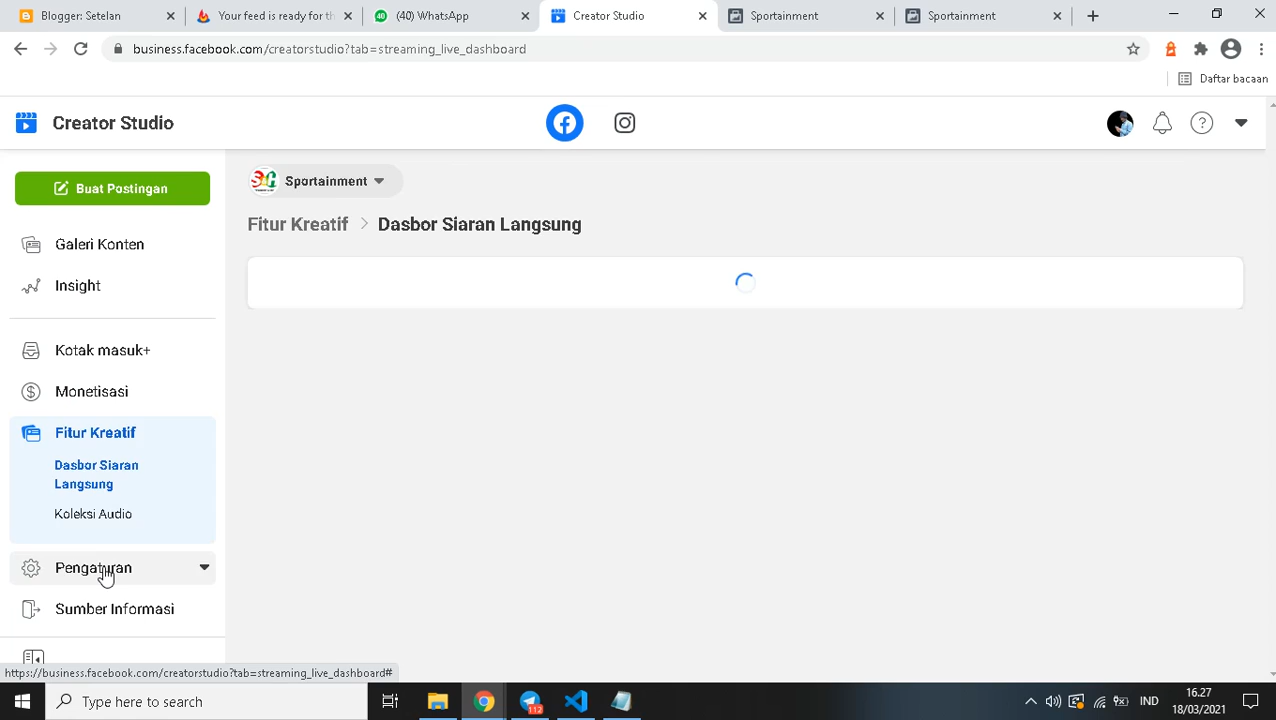 Blogger: Setelan
Your feed is ready for th
(40) WhatsApp
Creator Studio
Sportainment
Sportainment
business.facebook.com/creatorstudio?tab=streaming_live_dashboard
Daftar bacaan
Creator Studio
Buat Postingan
Galeri Konten
Insight
Kotak masuk+
Monetisasi
Fitur Kreatif
Dasbor Siaran
Langsung
Koleksi Audio
Pengaturan
Sumber Informasi
Sportainment
Fitur Kreatif > Dasbor Siaran Langsung
https://business.facebook.com/creatorstudio?tab=streaming_live_dashboard#
Type here to search
112
IND
16.27
18/03/2021